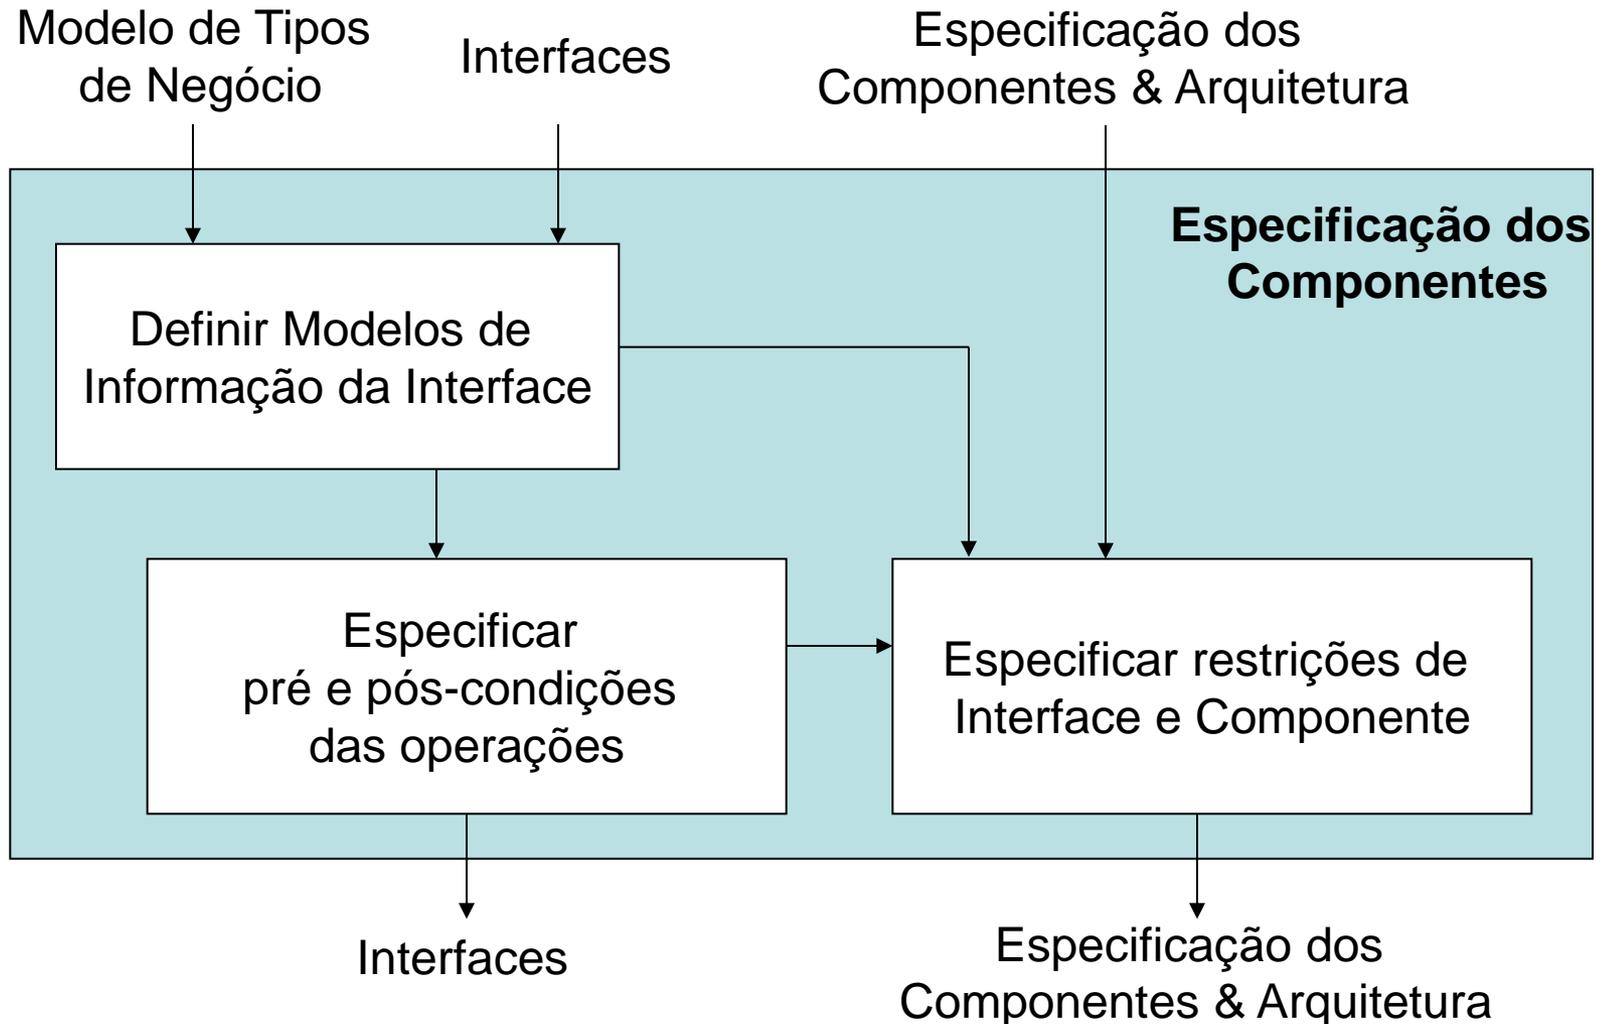 Modelo de Tipos
de Negócio
Interfaces
Especificação dos
Componentes & Arquitetura
Especificação dos
Componentes
Definir Modelos de
Informação da Interface
Especificar
pré e pós-condições
das operações
Especificar restrições de
Interface e Componente
Interfaces
Especificação dos
Componentes & Arquitetura